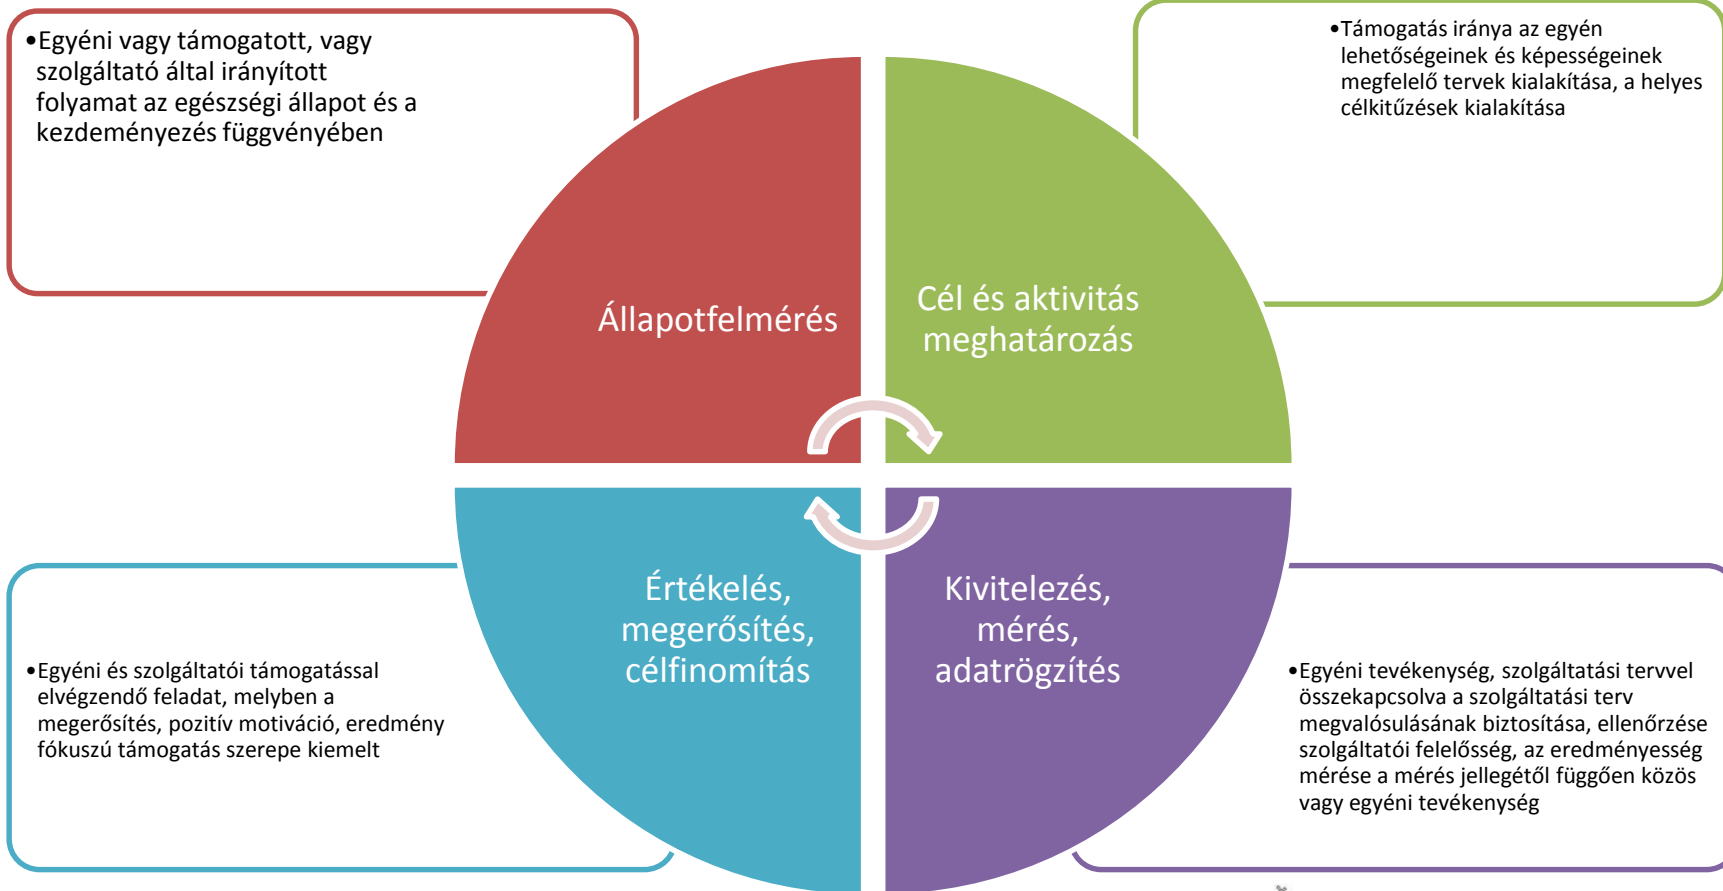 •Egyéni vagy támogatott, vagy
szolgáltató által irányított
folyamat az egészségi állapot és a
kezdeményezés függvényében
•Támogatás iránya az egyén
lehetőségeinek és képességeinek
megfelelő tervek kialakítása, a helyes
célkitűzések kialakítása
Állapotfelmérés
Cél és aktivitás
meghatározás
Értékelés,
megerősítés,
célfinomítás
Kivitelezés,
mérés,
adatrögzítés
•Egyéni és szolgáltatói támogatással
elvégzendő feladat, melyben a
megerősítés, pozitív motiváció, eredmény
fókuszú támogatás szerepe kiemelt
•Egyéni tevékenység, szolgáltatási tervvel
összekapcsolva a szolgáltatási terv
megvalósulásának biztosítása, ellenőrzése
szolgáltatói felelősség, az eredményesség
mérése a mérés jellegétől függően közös
vagy egyéni tevékenység